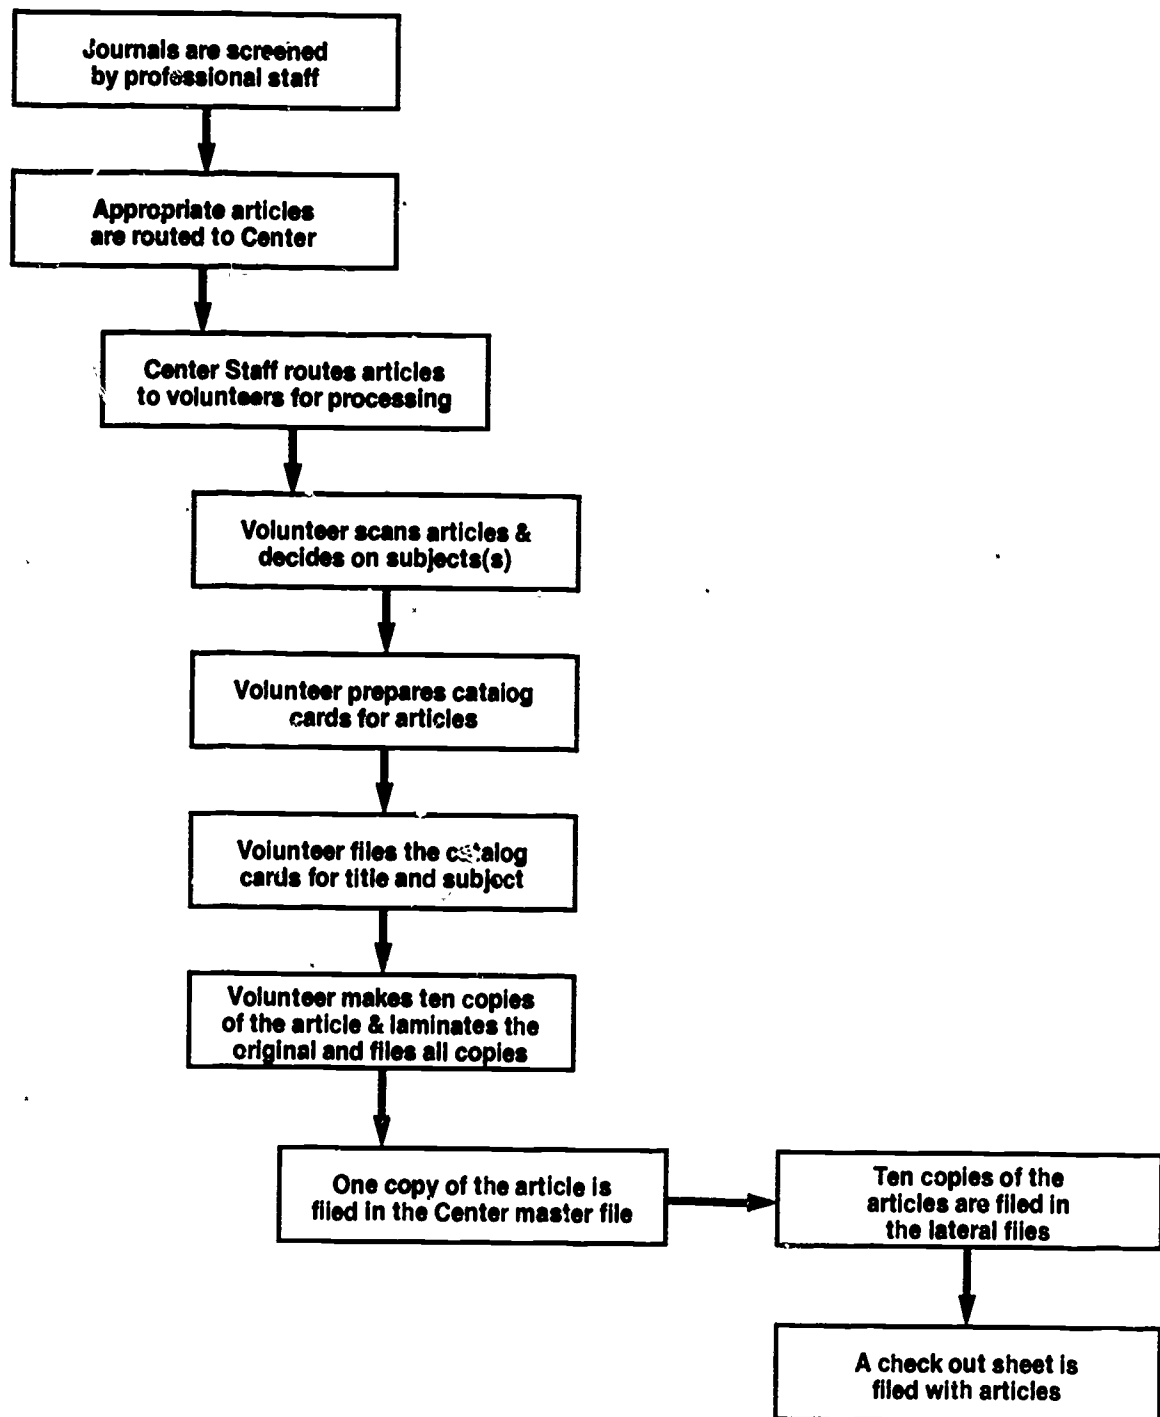 Journals are screened
by professional staff
Appropriate articles
are routed to Center
Center Staff routes articles
to volunteers for processing
Volunteer scans articles &
decides on subjects(s)
Volunteer prepares catalog
cards for articles
Volunteer files the catalog
cards for title and subject
Volunteer makes ten copies
of the article & laminates the
original and files all copies
One copy of the article is
filed in the Center master file
Ten copies of the
articles are filed in
the lateral files
A check out sheet is
filed with articles